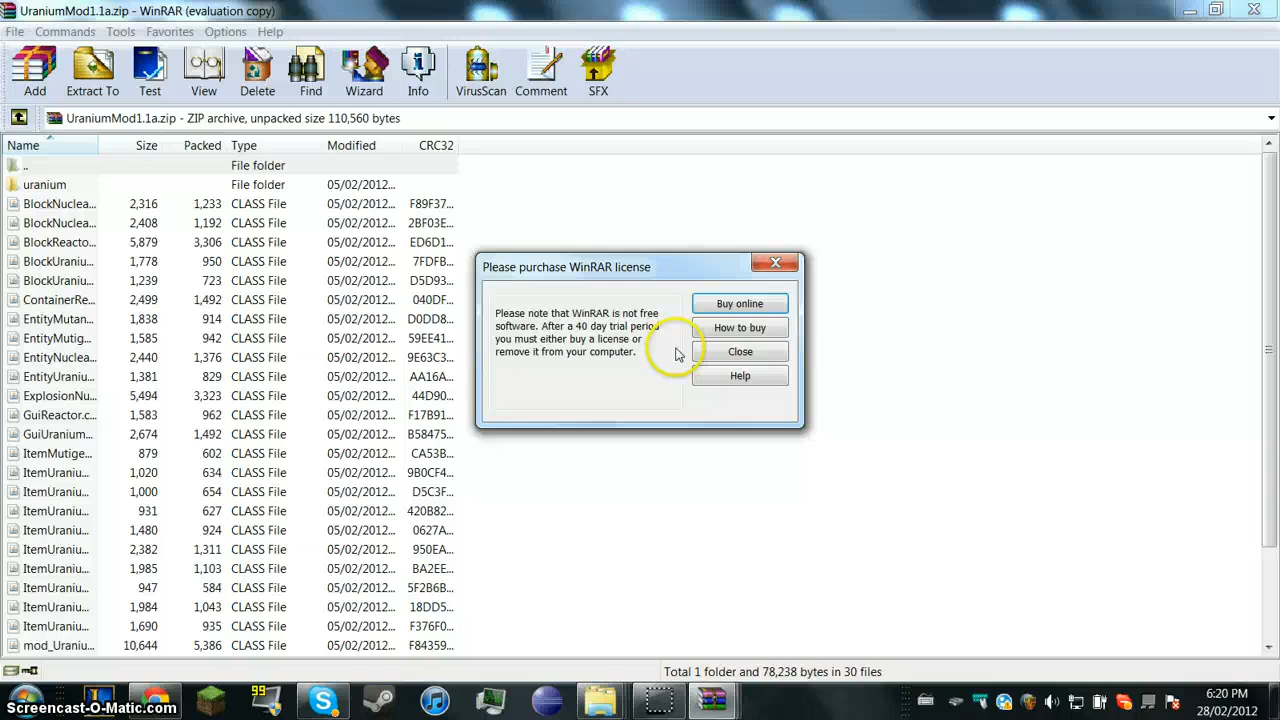 UraniumMod1.1a.zip - WinRAR (evaluation copy)
File Commands Tools Favorites Options Help
Add Extract To Test View Delete Find Wizard Info VirusScan Comment SFX
UraniumMod1.1a.zip - ZIP archive, unpacked size 110,560 bytes
Name Size Packed Type Modified CRC32
.. File folder
uranium File folder 05/02/2012...
BlockNuclea... 2,316 1,233 CLASS File 05/02/2012... F89F37...
BlockNuclea... 2,408 1,192 CLASS File 05/02/2012... 2BF03E...
BlockReacto... 5,879 3,306 CLASS File 05/02/2012... ED6D1...
BlockUraniu... 1,778 950 CLASS File 05/02/2012... 7FDFB...
BlockUraniu... 1,239 723 CLASS File 05/02/2012... D5D93...
ContainerRe... 2,499 1,492 CLASS File 05/02/2012... 040DF...
EntityMutan... 1,838 914 CLASS File 05/02/2012... D0DD8...
EntityMutig... 1,585 942 CLASS File 05/02/2012... 59EE41...
EntityNuclea... 2,440 1,376 CLASS File 05/02/2012... 9E63C3...
EntityUraniu... 1,381 829 CLASS File 05/02/2012... AA16A...
ExplosionNu... 5,494 3,323 CLASS File 05/02/2012... 44D90...
GuiReactor.c... 1,583 962 CLASS File 05/02/2012... F17B91...
GuiUranium... 2,674 1,492 CLASS File 05/02/2012... B58475...
ItemMutige... 879 602 CLASS File 05/02/2012... CA53B...
ItemUraniu... 1,020 634 CLASS File 05/02/2012... 9B0CF4...
ItemUraniu... 1,000 654 CLASS File 05/02/2012... D5C3F...
ItemUraniu... 931 627 CLASS File 05/02/2012... 420B82...
ItemUraniu... 1,480 924 CLASS File 05/02/2012... 0627A...
ItemUraniu... 2,382 1,311 CLASS File 05/02/2012... 950EA...
ItemUraniu... 1,985 1,103 CLASS File 05/02/2012... BA2EE...
ItemUraniu... 947 584 CLASS File 05/02/2012... 5F2B6B...
ItemUraniu... 1,984 1,043 CLASS File 05/02/2012... 18DD5...
ItemUraniu... 1,690 935 CLASS File 05/02/2012... F376F0...
mod_Uraniu... 10,644 5,386 CLASS File 05/02/2012... F84359...
Please purchase WinRAR license
Please note that WinRAR is not free
software. After a 40 day trial period
you must either buy a license or
remove it from your computer.
Buy online
How to buy
Close
Help
Total 1 folder and 78,238 bytes in 30 files
99
6:20 PM
28/02/2012
Screencast-O-Matic.com